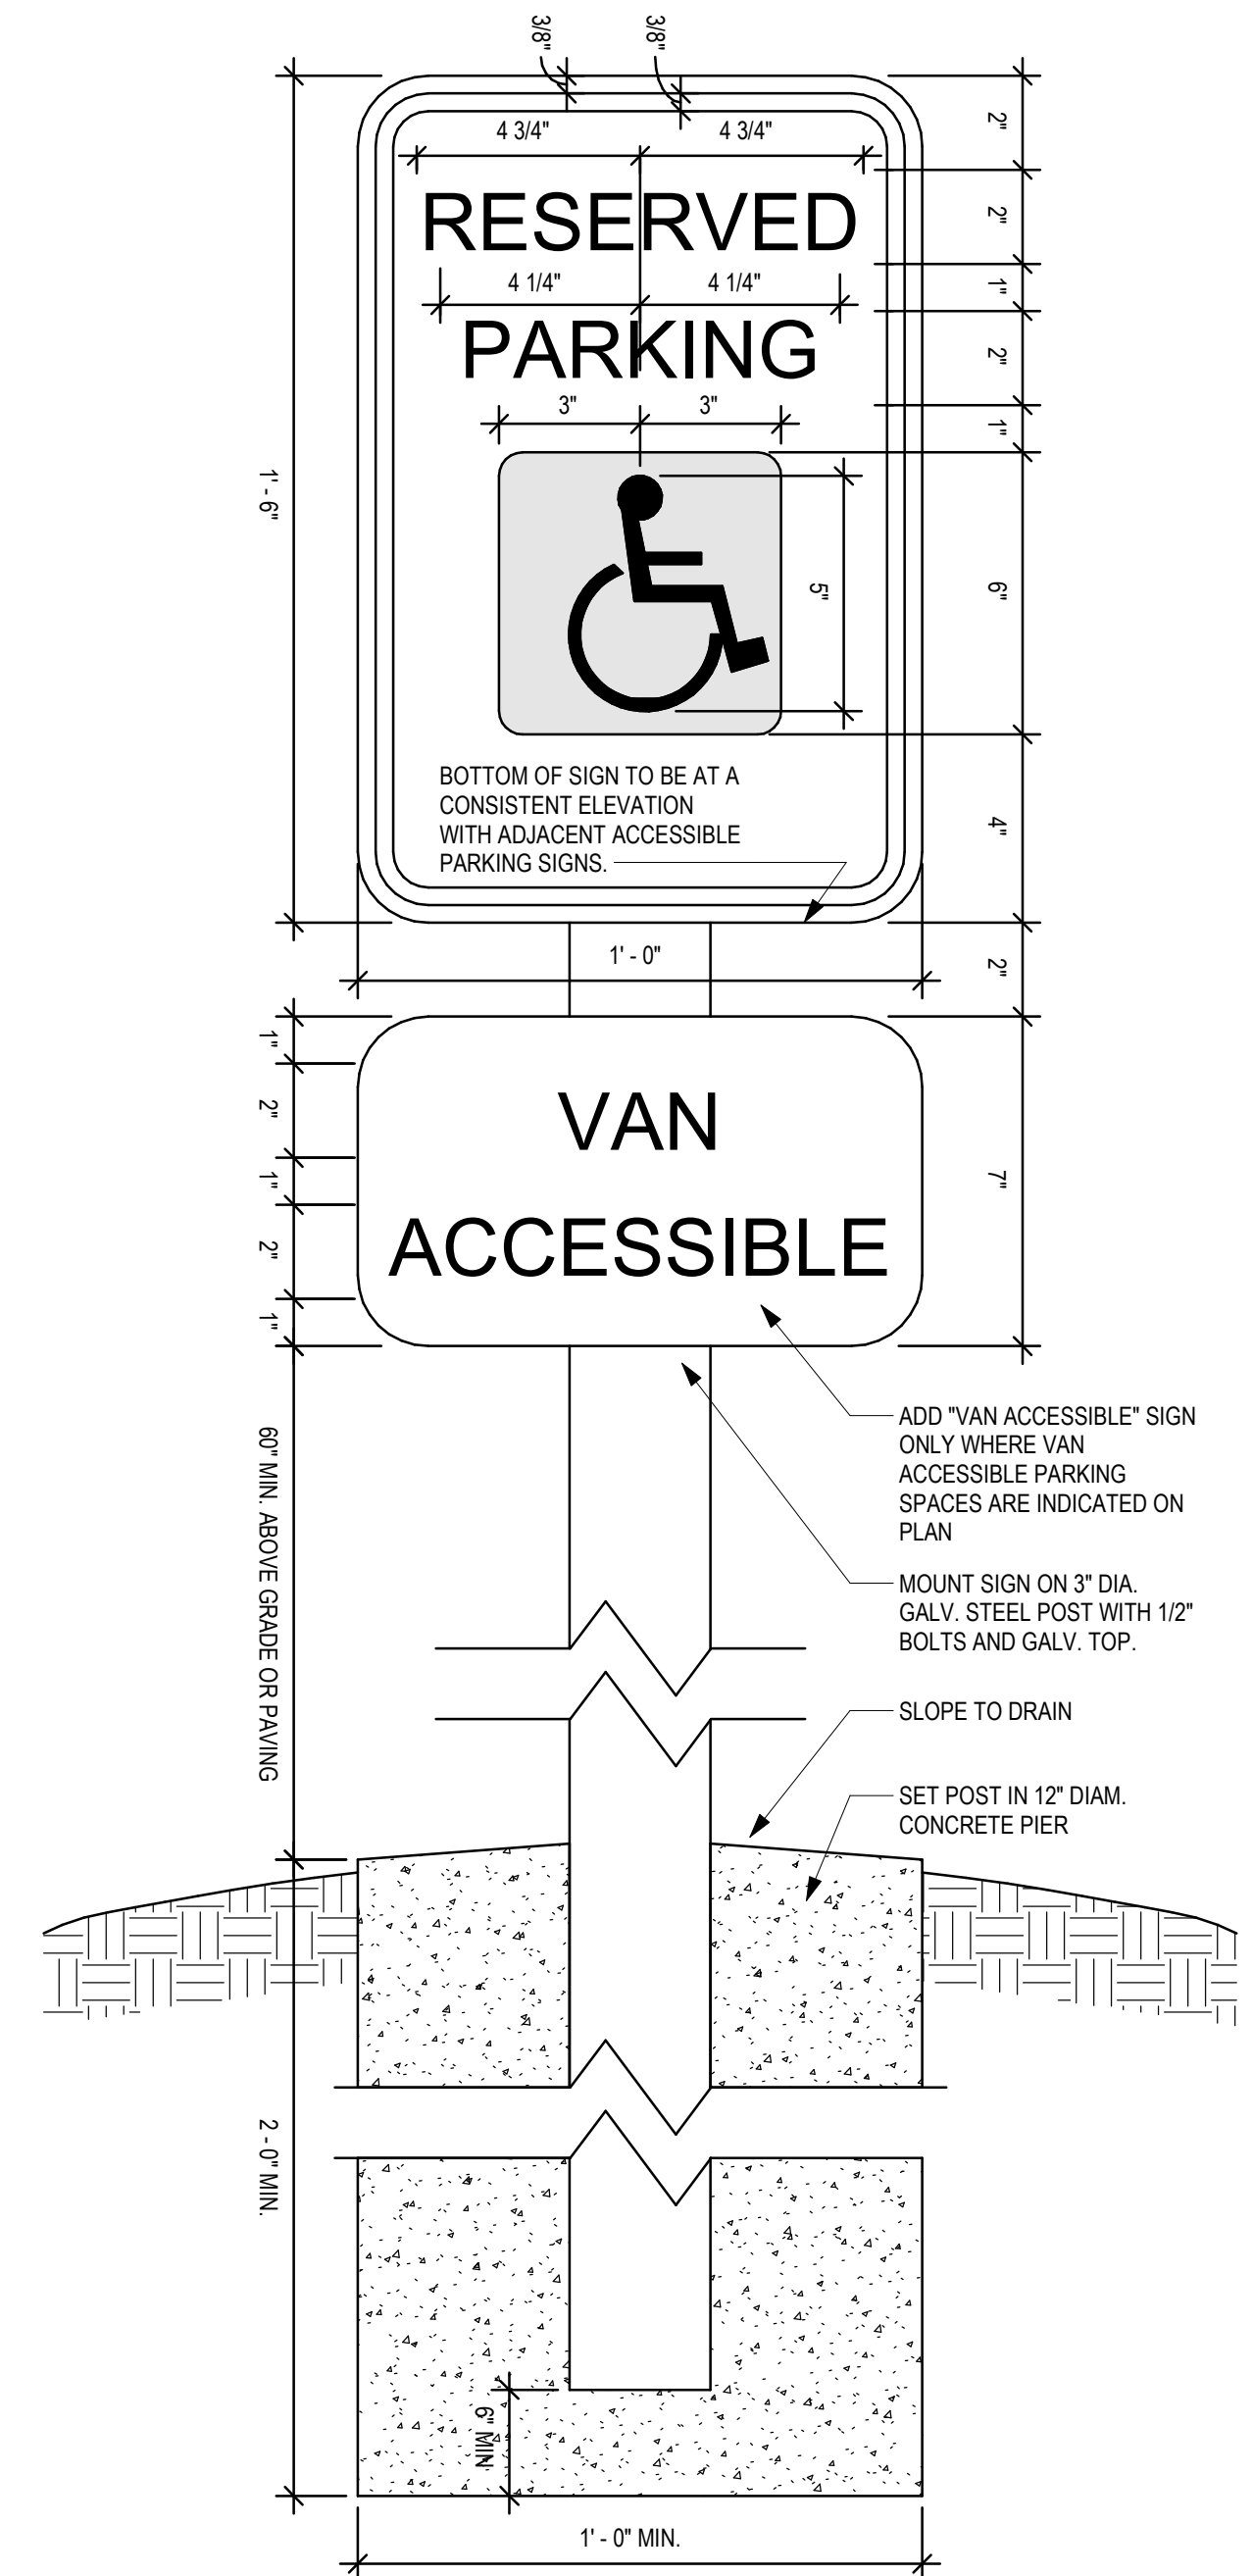 3/8"
3/8"
4 3/4"
4 3/4"
2"
RESERVED
2"
4 1/4"
4 1/4"
1"
PARKING
2"
3"
3"
1"
1' - 6"
5"
6"
BOTTOM OF SIGN TO BE AT A
CONSISTENT ELEVATION
WITH ADJACENT ACCESSIBLE
PARKING SIGNS.
4"
1' - 0"
2"
1"
2"
1"
2"
1"
VAN
ACCESSIBLE
7"
ADD "VAN ACCESSIBLE" SIGN
ONLY WHERE VAN
ACCESSIBLE PARKING
SPACES ARE INDICATED ON
PLAN
60" MIN. ABOVE GRADE OR PAVING
MOUNT SIGN ON 3" DIA.
GALV. STEEL POST WITH 1/2"
BOLTS AND GALV. TOP.
SLOPE TO DRAIN
SET POST IN 12" DIAM.
CONCRETE PIER
2 - 0" MIN.
6" MIN
1' - 0" MIN.